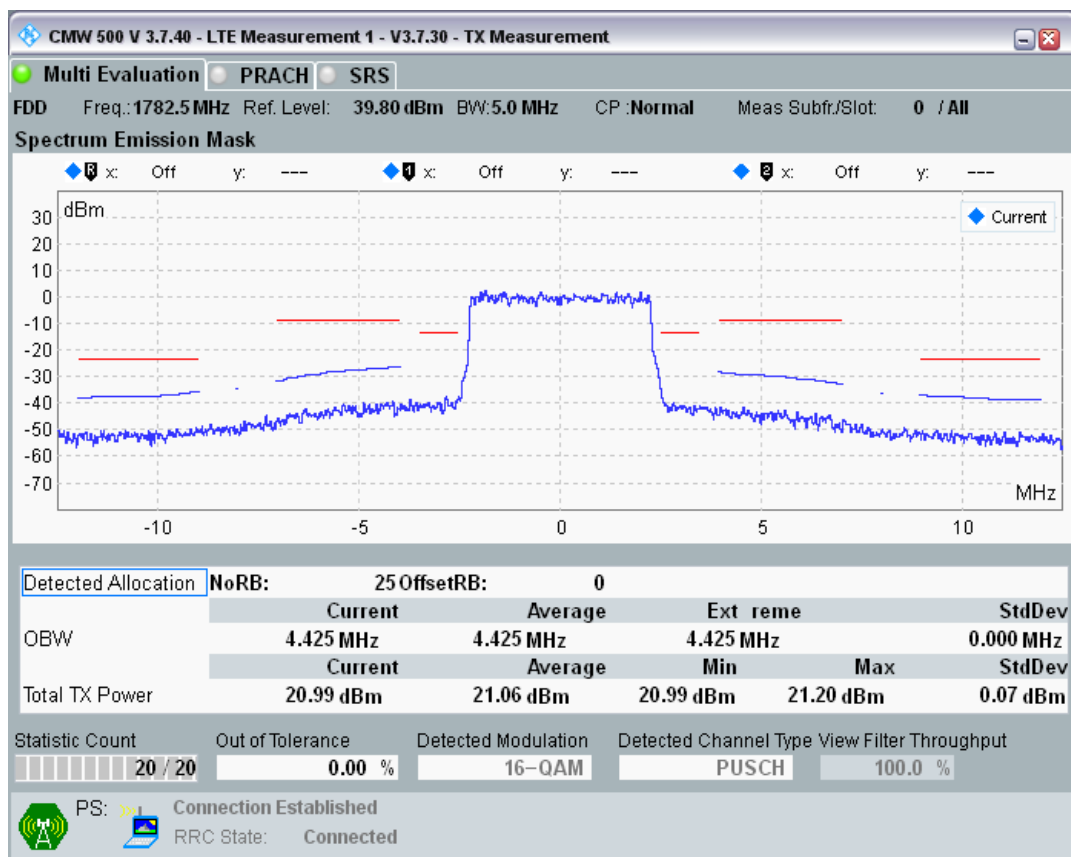 CMW 500 V 3.7.40 - LTE Measurement 1 - V3.7.30 - TX Measurement
Multi Evaluation PRACH SRS
FDD Freq.: 1782.5 MHz Ref. Level: 39.80 dBm BW: 5.0 MHz CP : Normal Meas Subfr./Slot: 0 / All
Spectrum Emission Mask
R x: Off y: --- 1 x: Off y: --- 2 x: Off y: ---
dBm
Current
30
20
10
0
-10
-20
-30
-40
-50
-60
-70
MHz
-10 -5 0 5 10
Detected Allocation NoRB: 25 OffsetRB: 0
Current Average Ext reme StdDev
OBW 4.425 MHz 4.425 MHz 4.425 MHz 0.000 MHz
Current Average Min Max StdDev
Total TX Power 20.99 dBm 21.06 dBm 20.99 dBm 21.20 dBm 0.07 dBm
Statistic Count Out of Tolerance Detected Modulation Detected Channel Type View Filter Throughput
20 / 20 0.00 % 16-QAM PUSCH 100.0 %
PS: Connection Established
RRC State: Connected